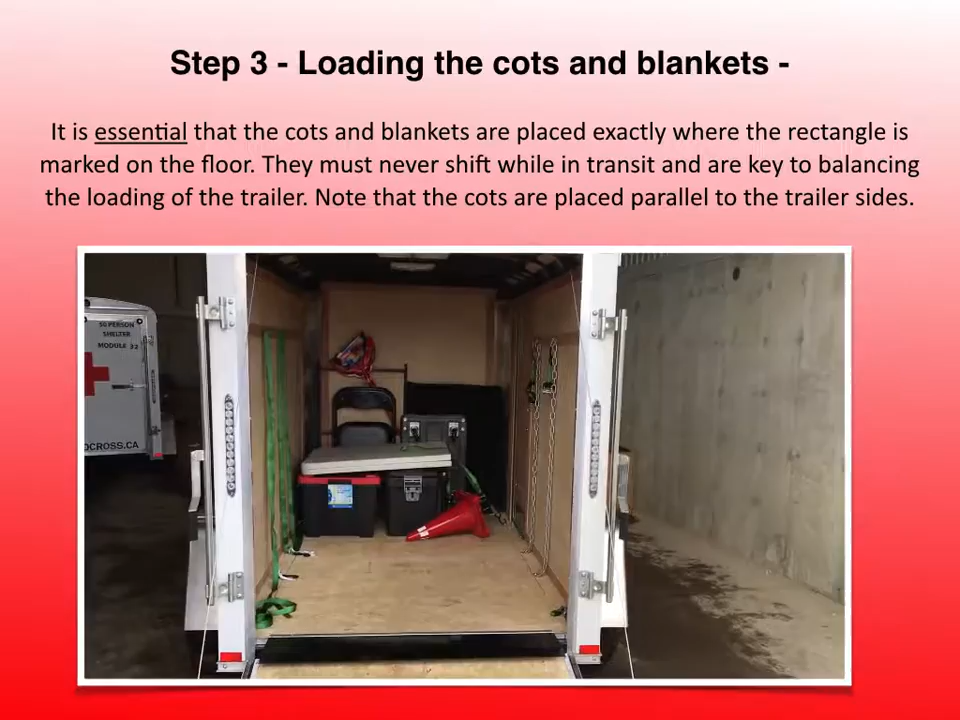 Step 3 - Loading the cots and blankets -
It is essential that the cots and blankets are placed exactly where the rectangle is
marked on the floor. They must never shift while in transit and are key to balancing
the loading of the trailer. Note that the cots are placed parallel to the trailer sides.
50 PERSON
SHELTER
MODULE 32
OCROSS.CA